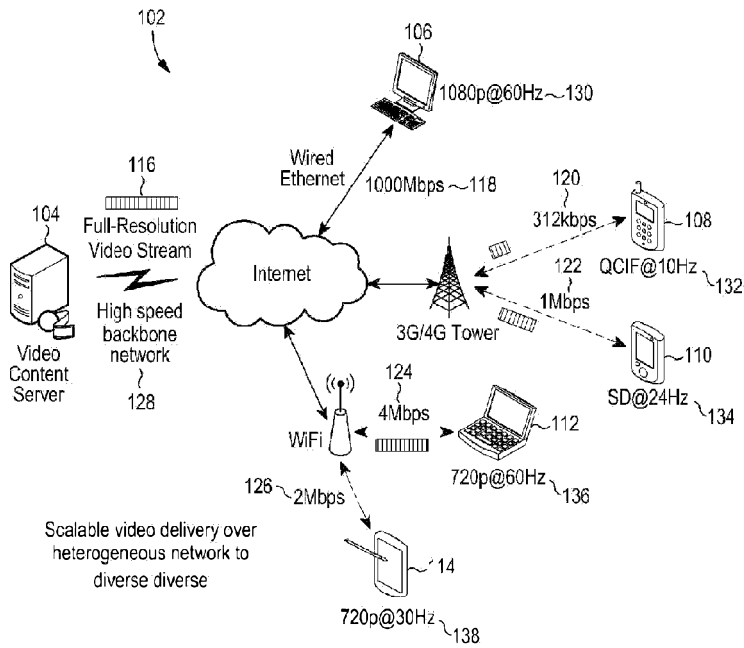 102
106
1080p@60Hz~130
116
Wired
Ethernet
1000Mbps~118
104
Full-Resolution
Video Stream
120
312kbps
108
Internet
QCIF@10Hz
132
122
1Mbps
High speed
backbone
network
3G/4G Tower
110
Video
Content
Server
128
SD@24Hz
134
124
4Mbps
112
WiFi
720p@60Hz
136
126
2Mbps
Scalable video delivery over
heterogeneous network to
diverse diverse
14
720p@30Hz
138